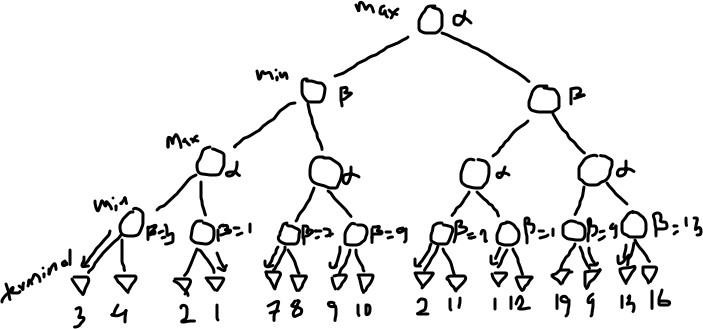 max α
min β β
Max α α α α
min β=3 β=1 β=7 β=9 β=2 β=1 β=9 β=13
terminal
3 4 2 1 7 8 9 10 2 11 1 12 19 9 13 16